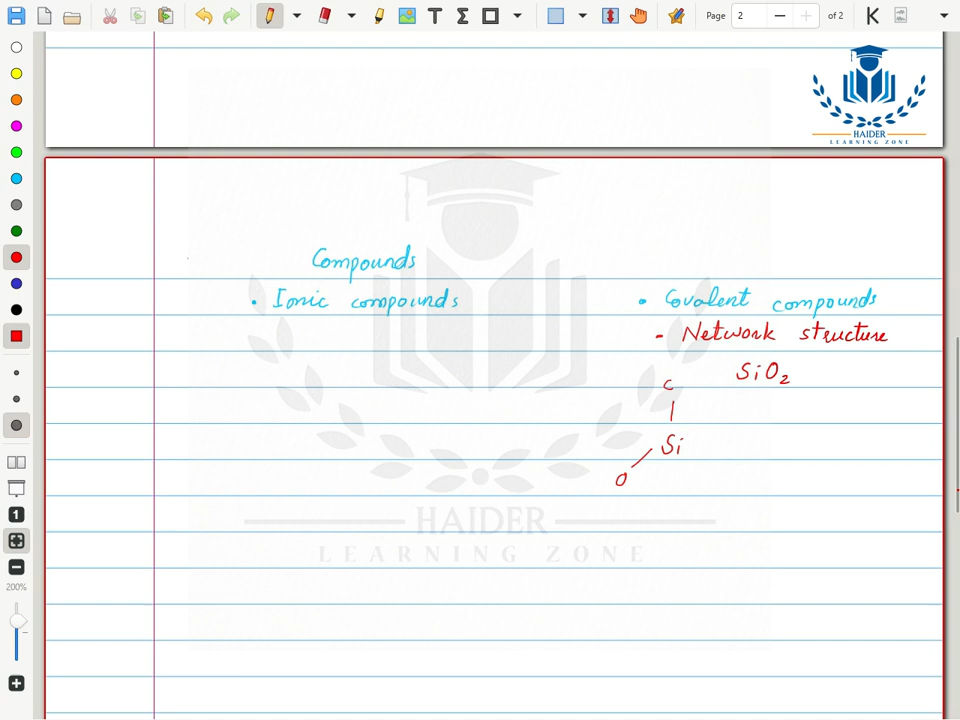 Page 2 of 2
HAIDER
LEARNING ZONE
Compounds
• Ionic compounds
• Covalent compounds
- Network structure
SiO₂
Si
O
HAIDER
LEARNING ZONE
1
200%